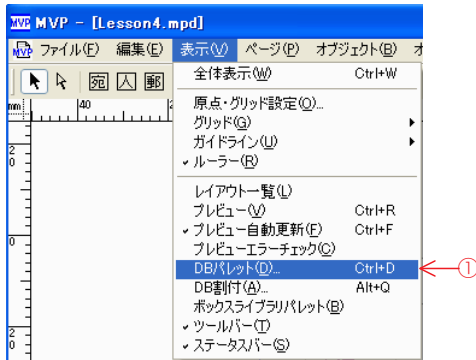 MVP - [Lesson4.mpd]
ファイル(F) 編集(E) 表示(V) ページ(P) オブジェクト(B)
宛 人 郵
全体表示(W) Ctrl+W
mm 40
原点・グリッド設定(O)...
グリッド(G)
ガイドライン(U)
ルーラー(R)
20
レイアウト一覧(L)
プレビュー(V) Ctrl+R
プレビュー自動更新(F) Ctrl+F
0
プレビューエラーチェック(C)
DBパレット(D)... Ctrl+D ①
DB割付(A)... Alt+Q
ボックスライブラリパレット(B)
ツールバー(T)
20
ステータスバー(S)